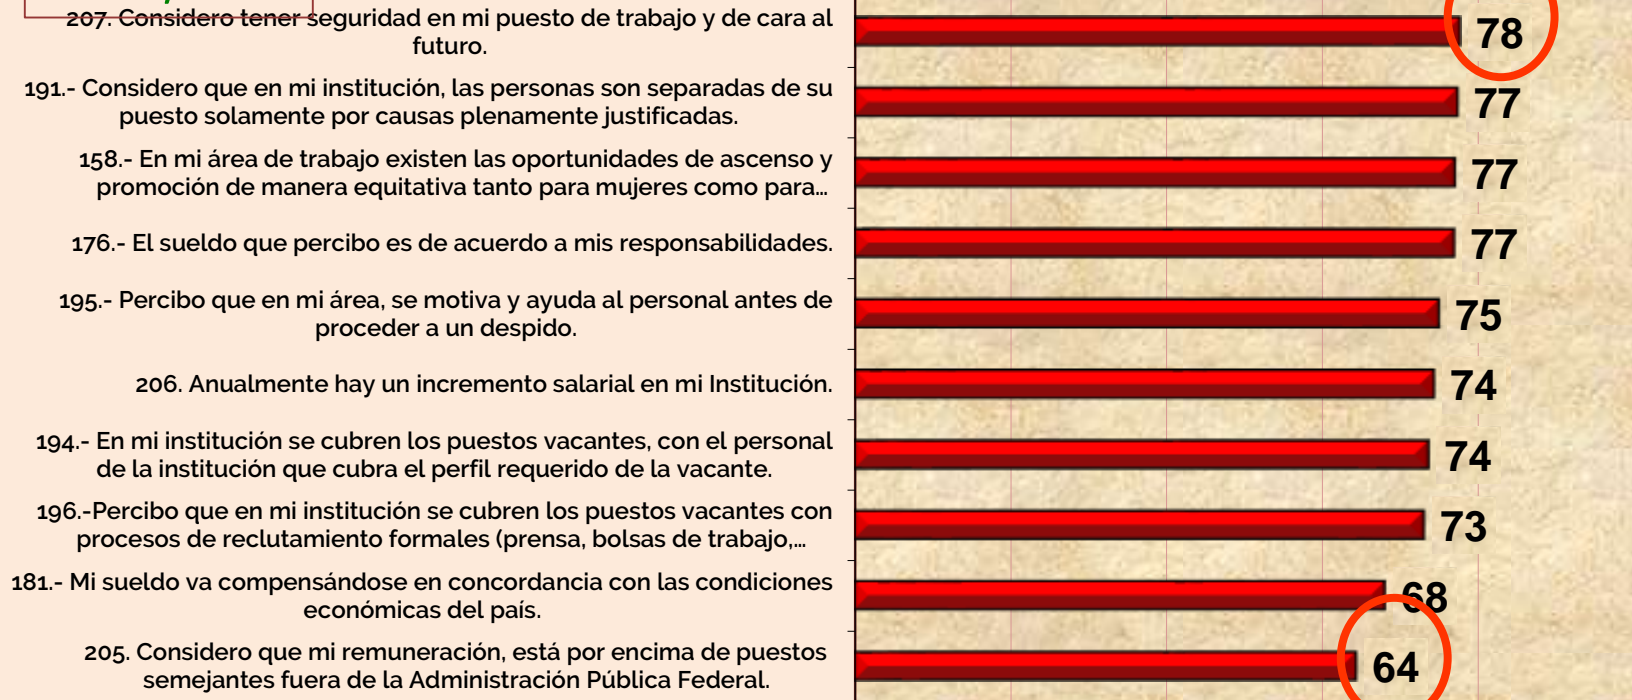 207. Considero tener seguridad en mi puesto de trabajo y de cara al
futuro.
78
191.- Considero que en mi institución, las personas son separadas de su
puesto solamente por causas plenamente justificadas.
77
158.- En mi área de trabajo existen las oportunidades de ascenso y
promoción de manera equitativa tanto para mujeres como para...
77
176.- El sueldo que percibo es de acuerdo a mis responsabilidades.
77
195.- Percibo que en mi área, se motiva y ayuda al personal antes de
proceder a un despido.
75
206. Anualmente hay un incremento salarial en mi Institución.
74
194.- En mi institución se cubren los puestos vacantes, con el personal
de la institución que cubra el perfil requerido de la vacante.
74
196.-Percibo que en mi institución se cubren los puestos vacantes con
procesos de reclutamiento formales (prensa, bolsas de trabajo,...
73
181.- Mi sueldo va compensándose en concordancia con las condiciones
económicas del país.
68
205. Considero que mi remuneración, está por encima de puestos
semejantes fuera de la Administración Pública Federal.
64